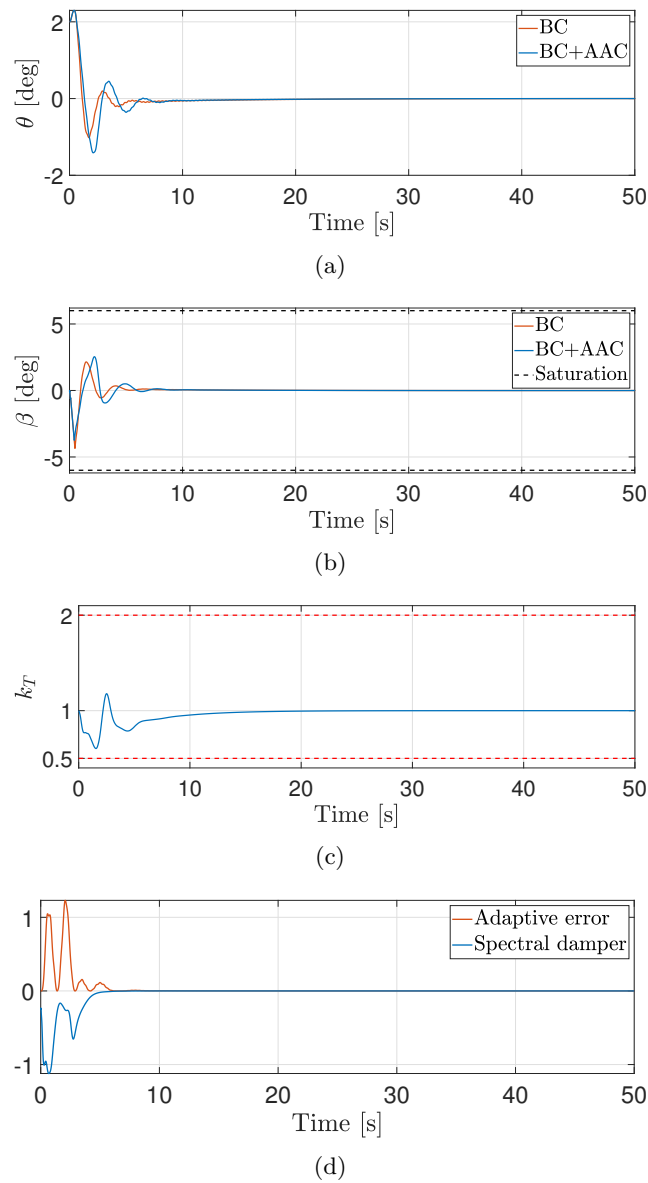 2
0
-2
θ [deg]
BC
BC+AAC
0 10 20 30 40 50
Time [s]
(a)
5
0
-5
β [deg]
BC
BC+AAC
Saturation
0 10 20 30 40 50
Time [s]
(b)
2
1
0.5
k_T
0 10 20 30 40 50
Time [s]
(c)
1
0
-1
Adaptive error
Spectral damper
0 10 20 30 40 50
Time [s]
(d)